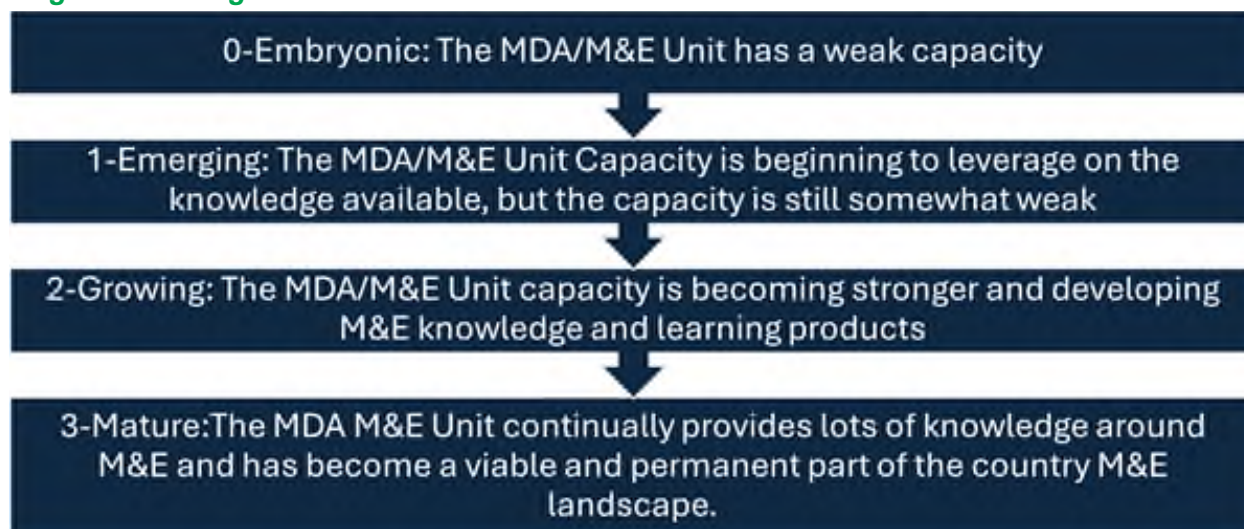 0-Embryonic: The MDA/M&E Unit has a weak capacity
1-Emerging: The MDA/M&E Unit Capacity is beginning to leverage on the
knowledge available, but the capacity is still somewhat weak
2-Growing: The MDA/M&E Unit capacity is becoming stronger and developing
M&E knowledge and learning products
3-Mature:The MDA M&E Unit continually provides lots of knowledge around
M&E and has become a viable and permanent part of the country M&E
landscape.